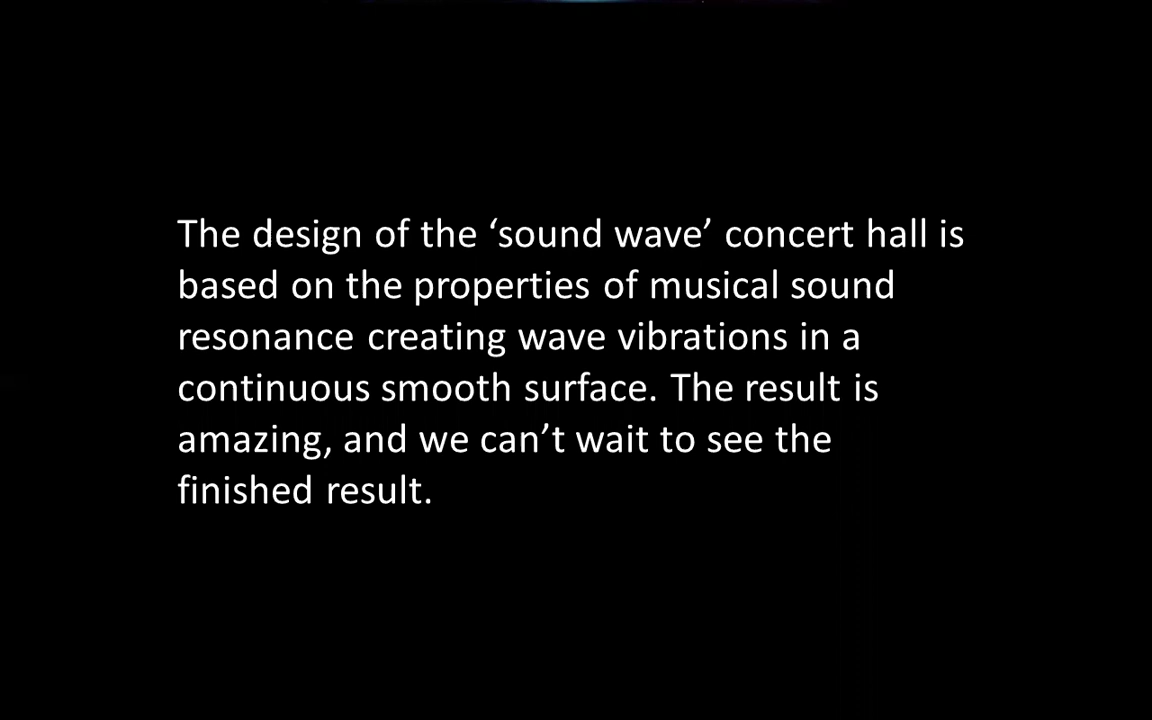 The design of the ‘sound wave’ concert hall is
based on the properties of musical sound
resonance creating wave vibrations in a
continuous smooth surface. The result is
amazing, and we can’t wait to see the
finished result.